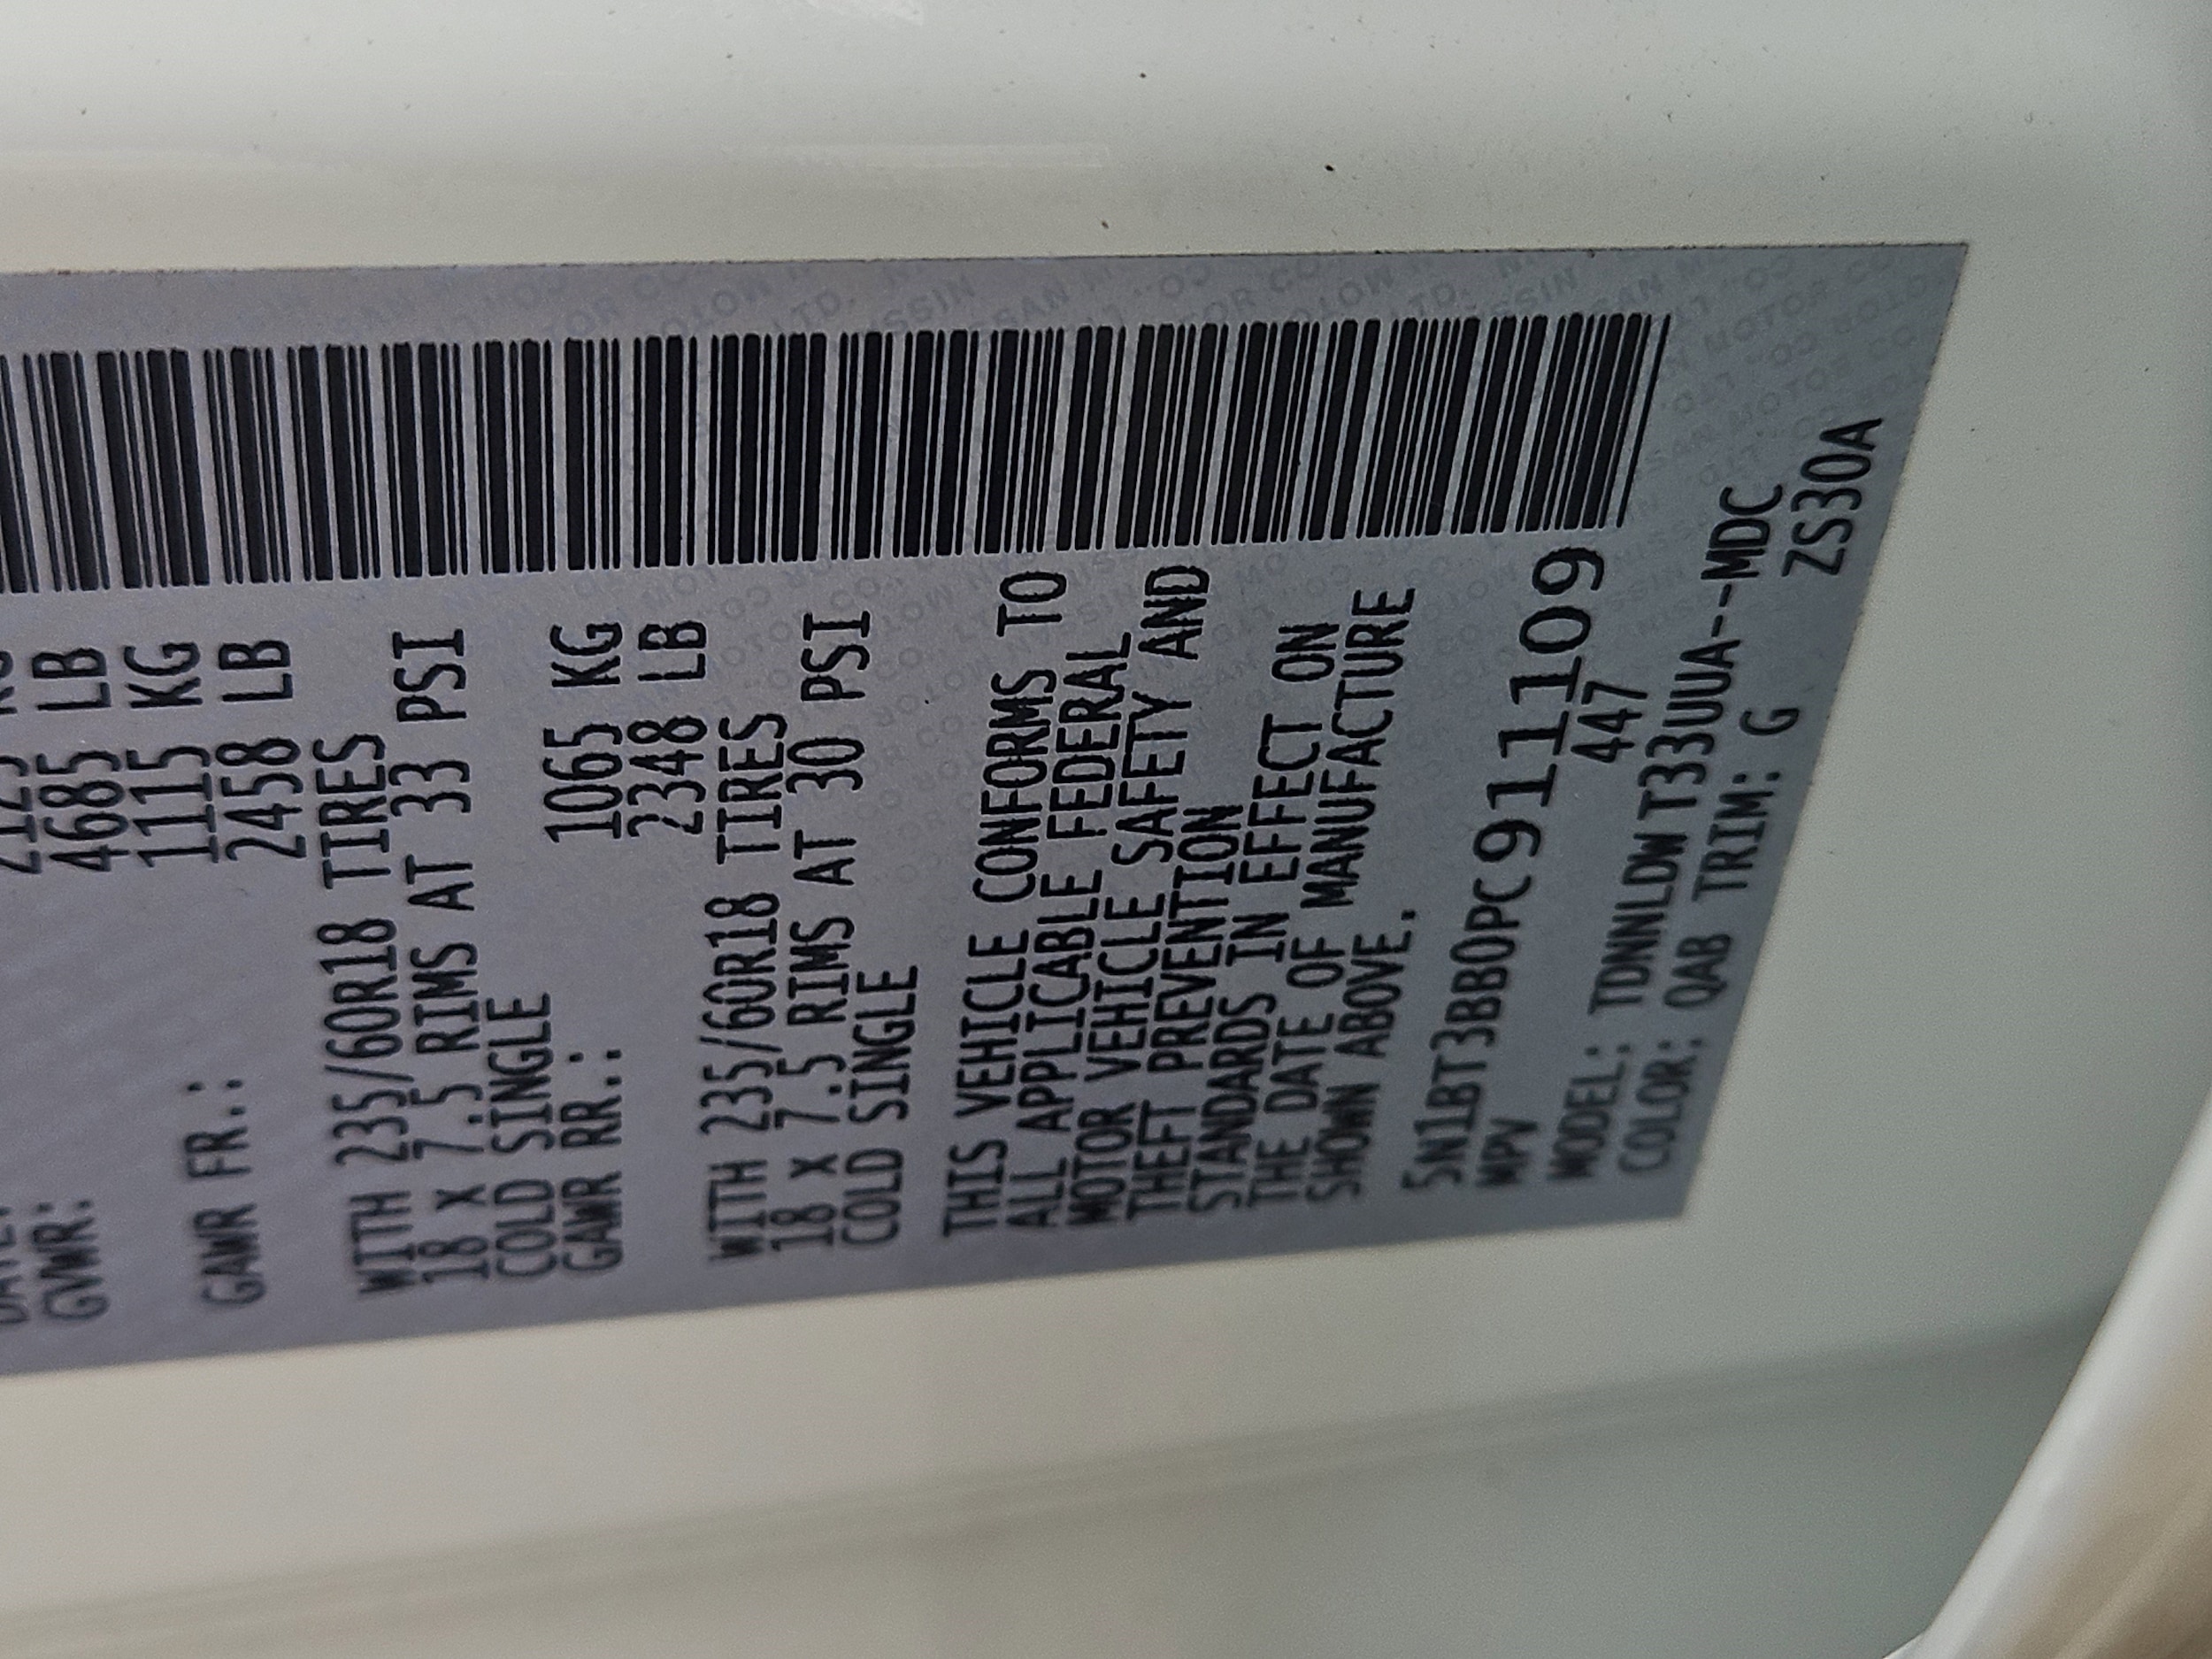 GVWR: 4685 LB
1115 KG
GAWR FR.: 2458 LB
WITH 235/60R18 TIRES
18 x 7.5 RIMS AT 33 PSI
COLD SINGLE
GAWR RR.: 1065 KG
2348 LB
WITH 235/60R18 TIRES
18 x 7.5 RIMS AT 30 PSI
COLD SINGLE
THIS VEHICLE CONFORMS TO
ALL APPLICABLE FEDERAL
MOTOR VEHICLE SAFETY AND
THEFT PREVENTION
STANDARDS IN EFFECT ON
THE DATE OF MANUFACTURE
SHOWN ABOVE.
5N1BT3BB0PC911109
MPV 447
MODEL: TDNNLDWT33UUA--MDC
COLOR: QAB TRIM: G ZS30A